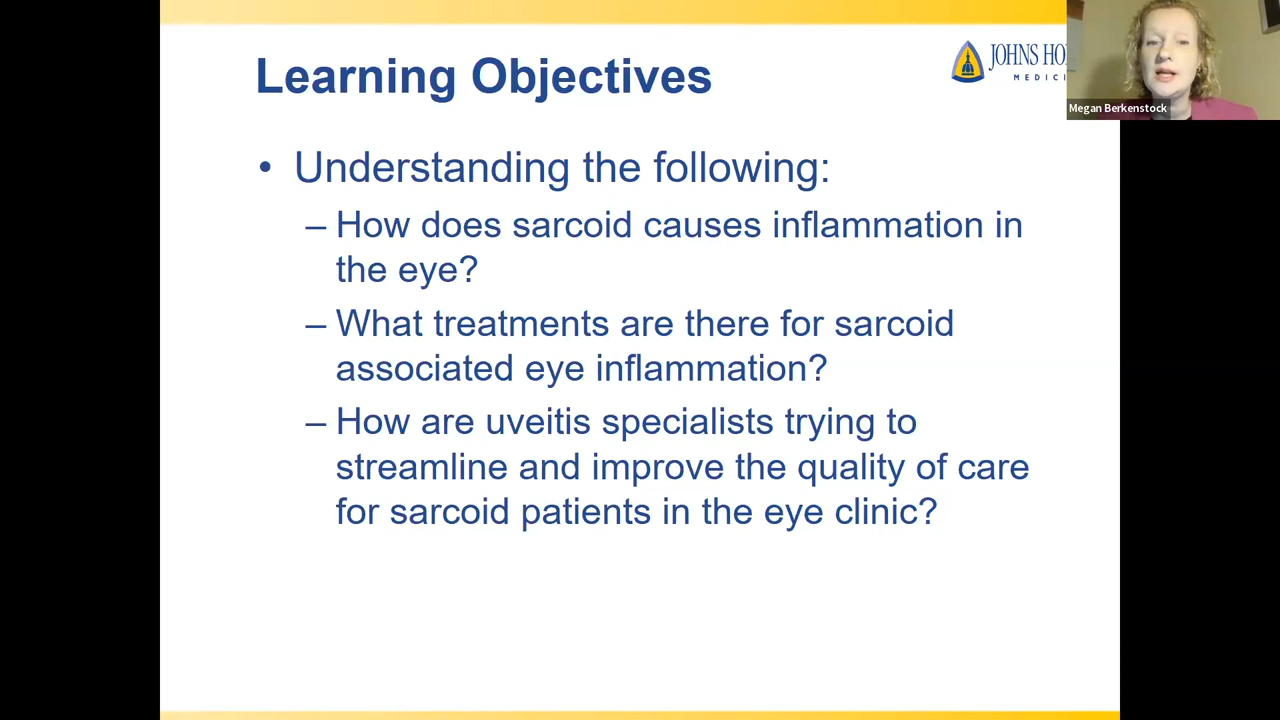 Learning Objectives
JOHNS
Megan Berkenstock
• Understanding the following:
– How does sarcoid causes inflammation in
the eye?
– What treatments are there for sarcoid
associated eye inflammation?
– How are uveitis specialists trying to
streamline and improve the quality of care
for sarcoid patients in the eye clinic?